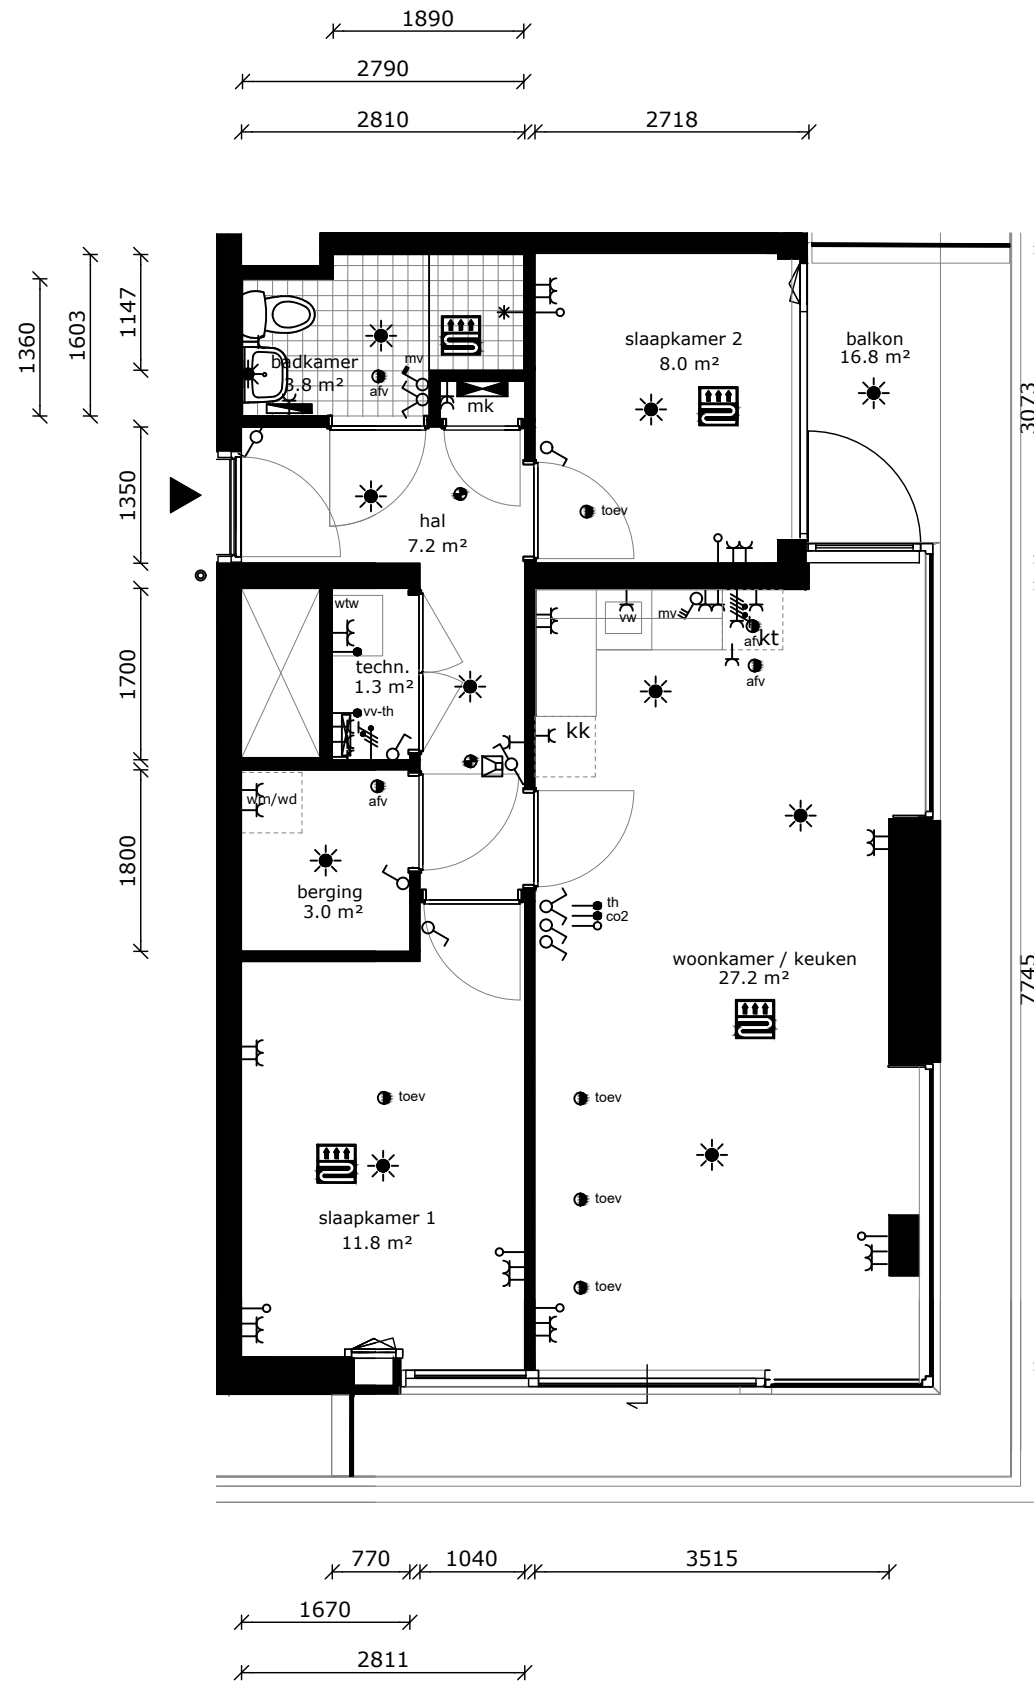 1890
2790
2810
2718
1360
1603
1147
3073
1350
1700
1800
7745
badkamer
3.8 m²
mv
afv
mk
slaapkamer 2
8.0 m²
balkon
16.8 m²
toev
hal
7.2 m²
wtw
techn.
1.3 m²
vv-th
vw
mv
afv
kt
afv
kk
wm/wd
afv
berging
3.0 m²
th
co2
woonkamer / keuken
27.2 m²
toev
toev
slaapkamer 1
11.8 m²
toev
toev
770
1040
3515
1670
2811